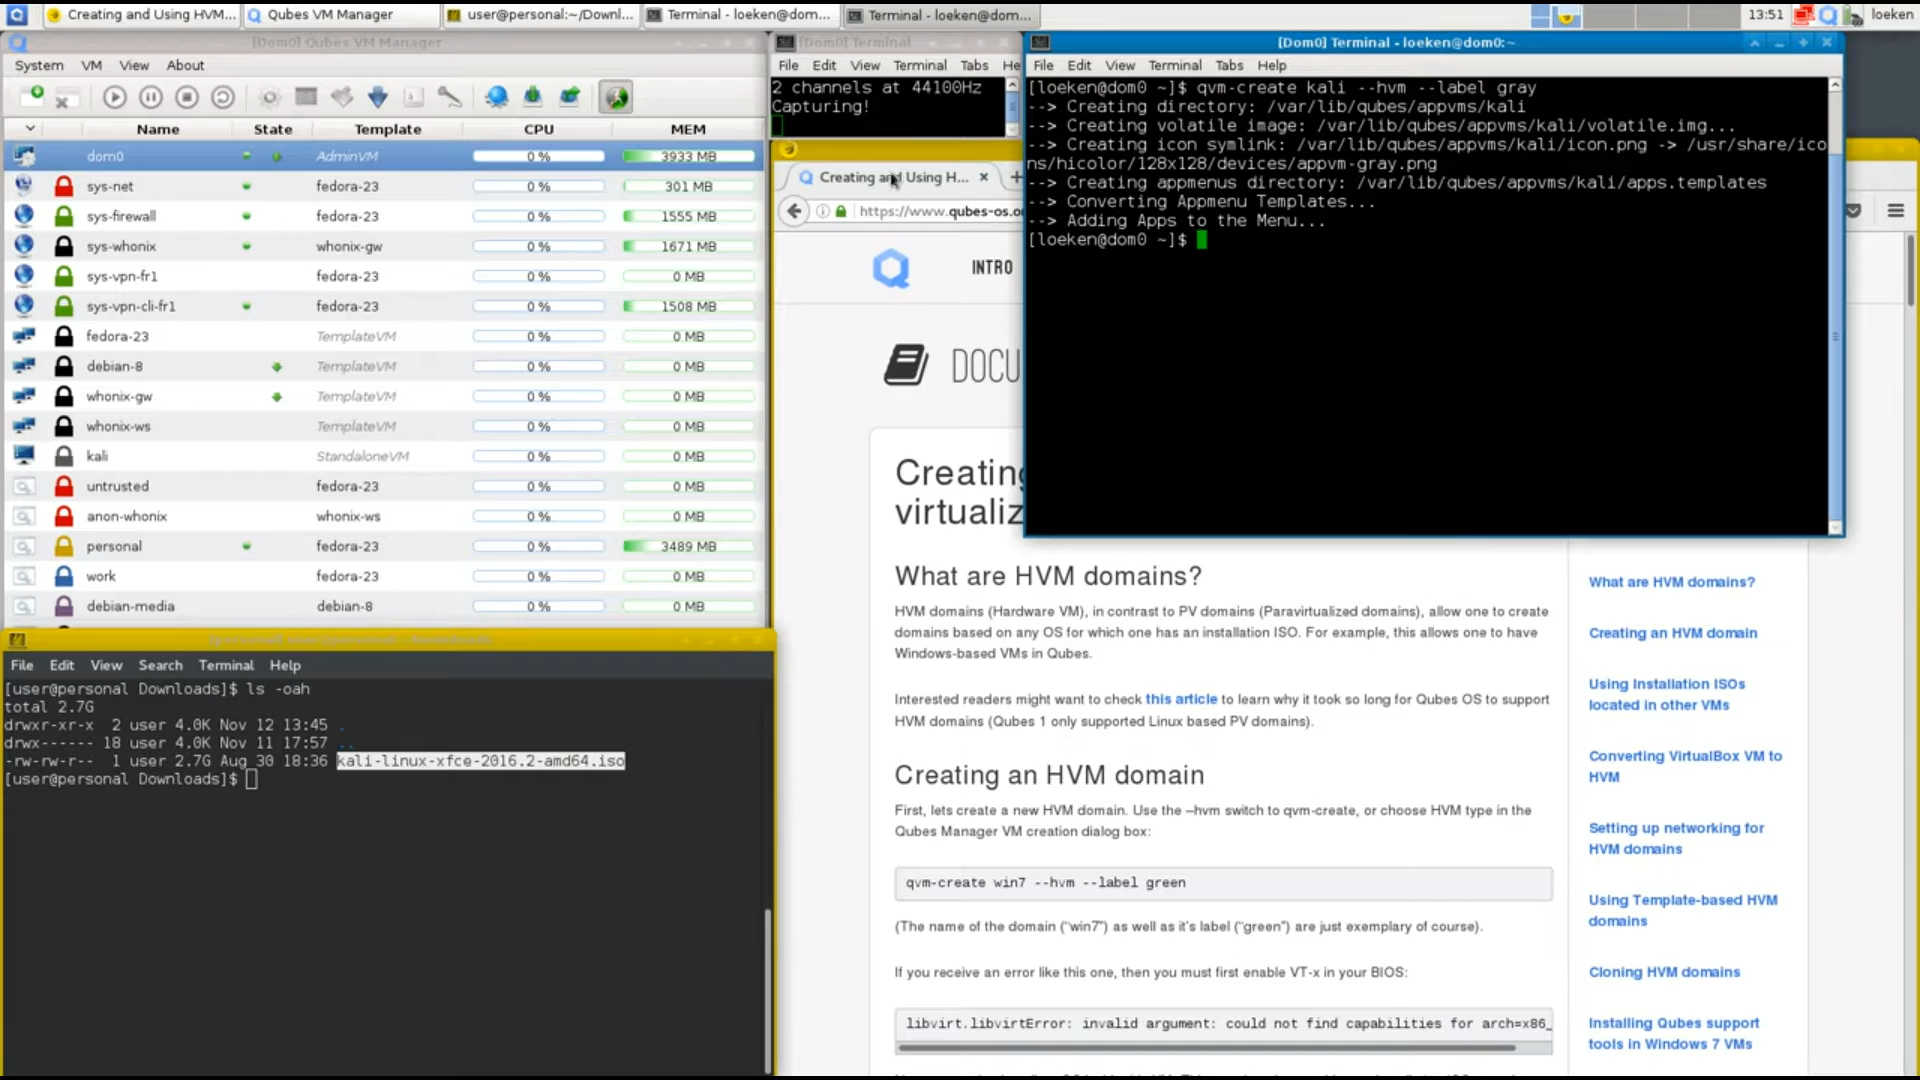 Creating and Using HVM...
Qubes VM Manager
user@personal:~/Downl...
Terminal - loeken@dom...
Terminal - loeken@dom...
13:51
loeken
[Dom0] Qubes VM Manager
System VM View About
Name State Template CPU MEM
dom0 AdminVM 0 % 3933 MB
sys-net fedora-23 0 % 301 MB
sys-firewall fedora-23 0 % 1555 MB
sys-whonix whonix-gw 0 % 1671 MB
sys-vpn-fr1 fedora-23 0 % 0 MB
sys-vpn-cli-fr1 fedora-23 0 % 1508 MB
fedora-23 TemplateVM 0 % 0 MB
debian-8 TemplateVM 0 % 0 MB
whonix-gw TemplateVM 0 % 0 MB
whonix-ws TemplateVM 0 % 0 MB
kali StandaloneVM 0 % 0 MB
untrusted fedora-23 0 % 0 MB
anon-whonix whonix-ws 0 % 0 MB
personal fedora-23 0 % 3489 MB
work fedora-23 0 % 0 MB
debian-media debian-8 0 % 0 MB
File Edit View Search Terminal Help
[user@personal Downloads]$ ls -oah
total 2.7G
drwxr-xr-x 2 user 4.0K Nov 12 13:45 .
drwx------ 18 user 4.0K Nov 11 17:57 ..
-rw-rw-r-- 1 user 2.7G Aug 30 18:36 kali-linux-xfce-2016.2-amd64.iso
[user@personal Downloads]$
[Dom0] Terminal
File Edit View Terminal Tabs He
2 channels at 44100Hz
Capturing!
[Dom0] Terminal - loeken@dom0:~
File Edit View Terminal Tabs Help
[loeken@dom0 ~]$ qvm-create kali --hvm --label gray
--> Creating directory: /var/lib/qubes/appvms/kali
--> Creating volatile image: /var/lib/qubes/appvms/kali/volatile.img...
--> Creating icon symlink: /var/lib/qubes/appvms/kali/icon.png -> /usr/share/ico
ns/hicolor/128x128/devices/appvm-gray.png
--> Creating appmenus directory: /var/lib/qubes/appvms/kali/apps.templates
--> Converting Appmenu Templates...
--> Adding Apps to the Menu...
[loeken@dom0 ~]$
Creating and Using H...
https://www.qubes-os.o
INTRO
DOCU
Creating
virtualiz
What are HVM domains?
HVM domains (Hardware VM), in contrast to PV domains (Paravirtualized domains), allow one to create
domains based on any OS for which one has an installation ISO. For example, this allows one to have
Windows-based VMs in Qubes.
Interested readers might want to check this article to learn why it took so long for Qubes OS to support
HVM domains (Qubes 1 only supported Linux based PV domains).
Creating an HVM domain
First, lets create a new HVM domain. Use the –hvm switch to qvm-create, or choose HVM type in the
Qubes Manager VM creation dialog box:
qvm-create win7 --hvm --label green
(The name of the domain (“win7”) as well as it’s label (“green”) are just exemplary of course).
If you receive an error like this one, then you must first enable VT-x in your BIOS:
libvirt.libvirtError: invalid argument: could not find capabilities for arch=x86_
What are HVM domains?
Creating an HVM domain
Using Installation ISOs
located in other VMs
Converting VirtualBox VM to
HVM
Setting up networking for
HVM domains
Using Template-based HVM
domains
Cloning HVM domains
Installing Qubes support
tools in Windows 7 VMs